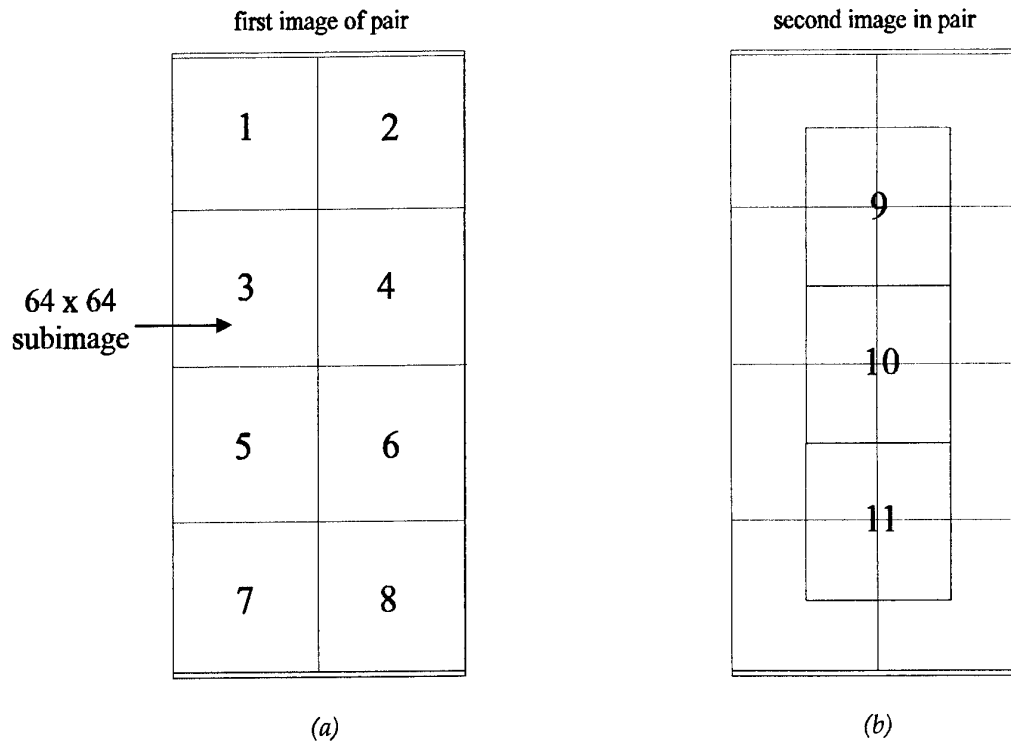 first image of pair
1 2
3 4
64 x 64
subimage
5 6
7 8
(a)
second image in pair
9
10
11
(b)